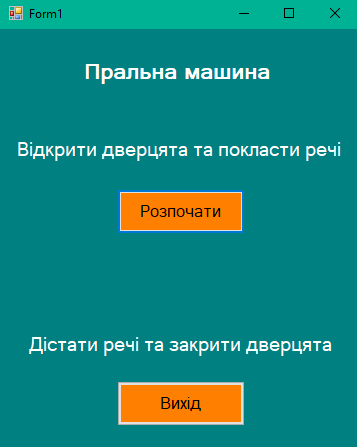 Form1
Пральна машина
Відкрити дверцята та покласти речі
Розпочати
Дістати речі та закрити дверцята
Вихід